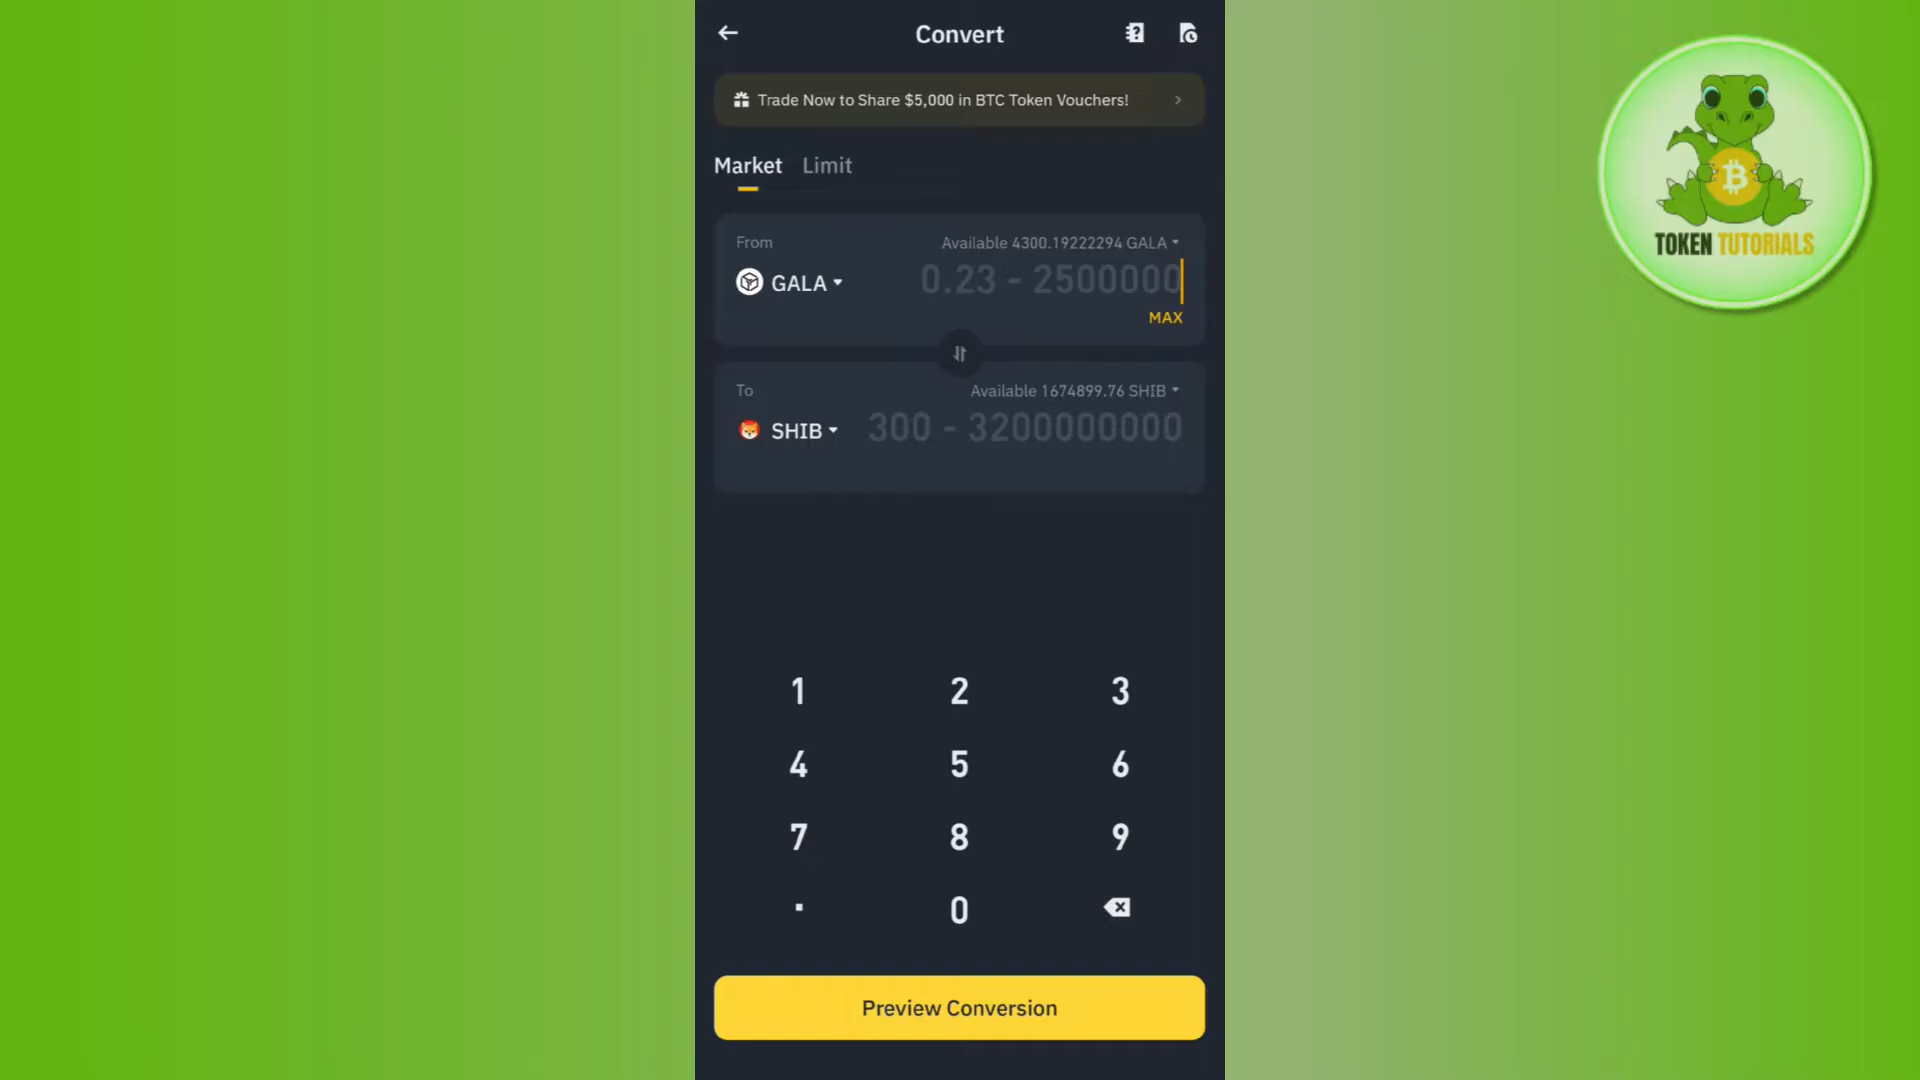 Convert
Trade Now to Share $5,000 in BTC Token Vouchers!
Market Limit
From Available 4300.19222294 GALA
GALA 0.23 - 2500000
MAX
To Available 1674899.76 SHIB
SHIB 300 - 3200000000
1 2 3
4 5 6
7 8 9
. 0
Preview Conversion
TOKEN TUTORIALS